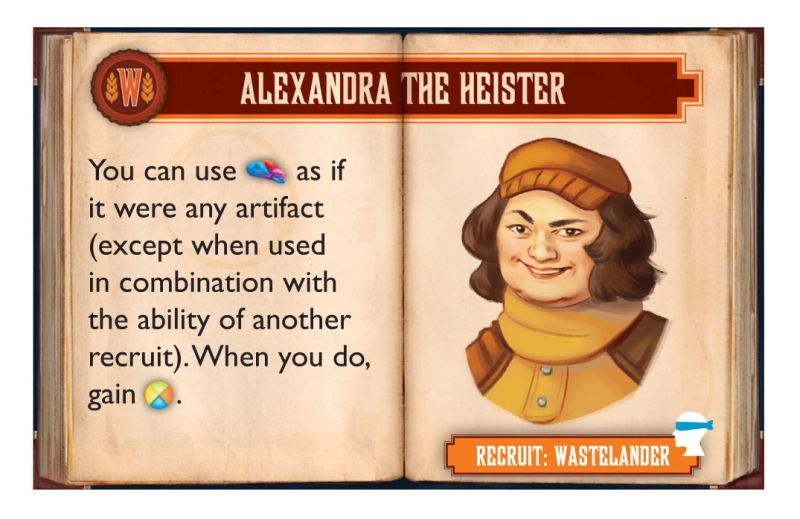 W
ALEXANDRA THE HEISTER
You can use as if
it were any artifact
(except when used
in combination with
the ability of another
recruit). When you do,
gain .
RECRUIT: WASTELANDER